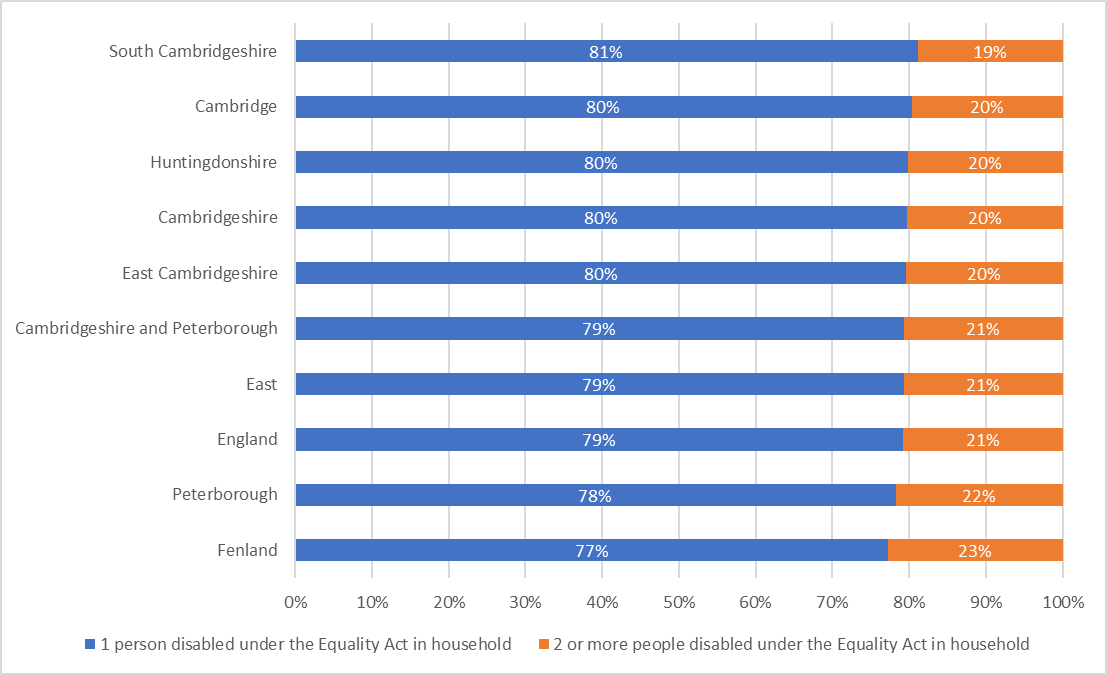 South Cambridgeshire 81% 19%
Cambridge 80% 20%
Huntingdonshire 80% 20%
Cambridgeshire 80% 20%
East Cambridgeshire 80% 20%
Cambridgeshire and Peterborough 79% 21%
East 79% 21%
England 79% 21%
Peterborough 78% 22%
Fenland 77% 23%
0% 10% 20% 30% 40% 50% 60% 70% 80% 90% 100%
1 person disabled under the Equality Act in household 2 or more people disabled under the Equality Act in household